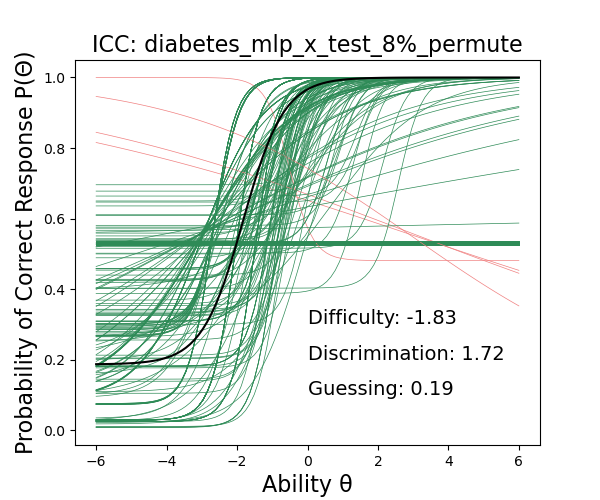 ICC: diabetes_mlp_x_test_8%_permute
Probability of Correct Response P(Θ)
1.0
0.8
0.6
0.4
0.2
0.0
Difficulty: -1.83
Discrimination: 1.72
Guessing: 0.19
−6 −4 −2 0 2 4 6
Ability θ